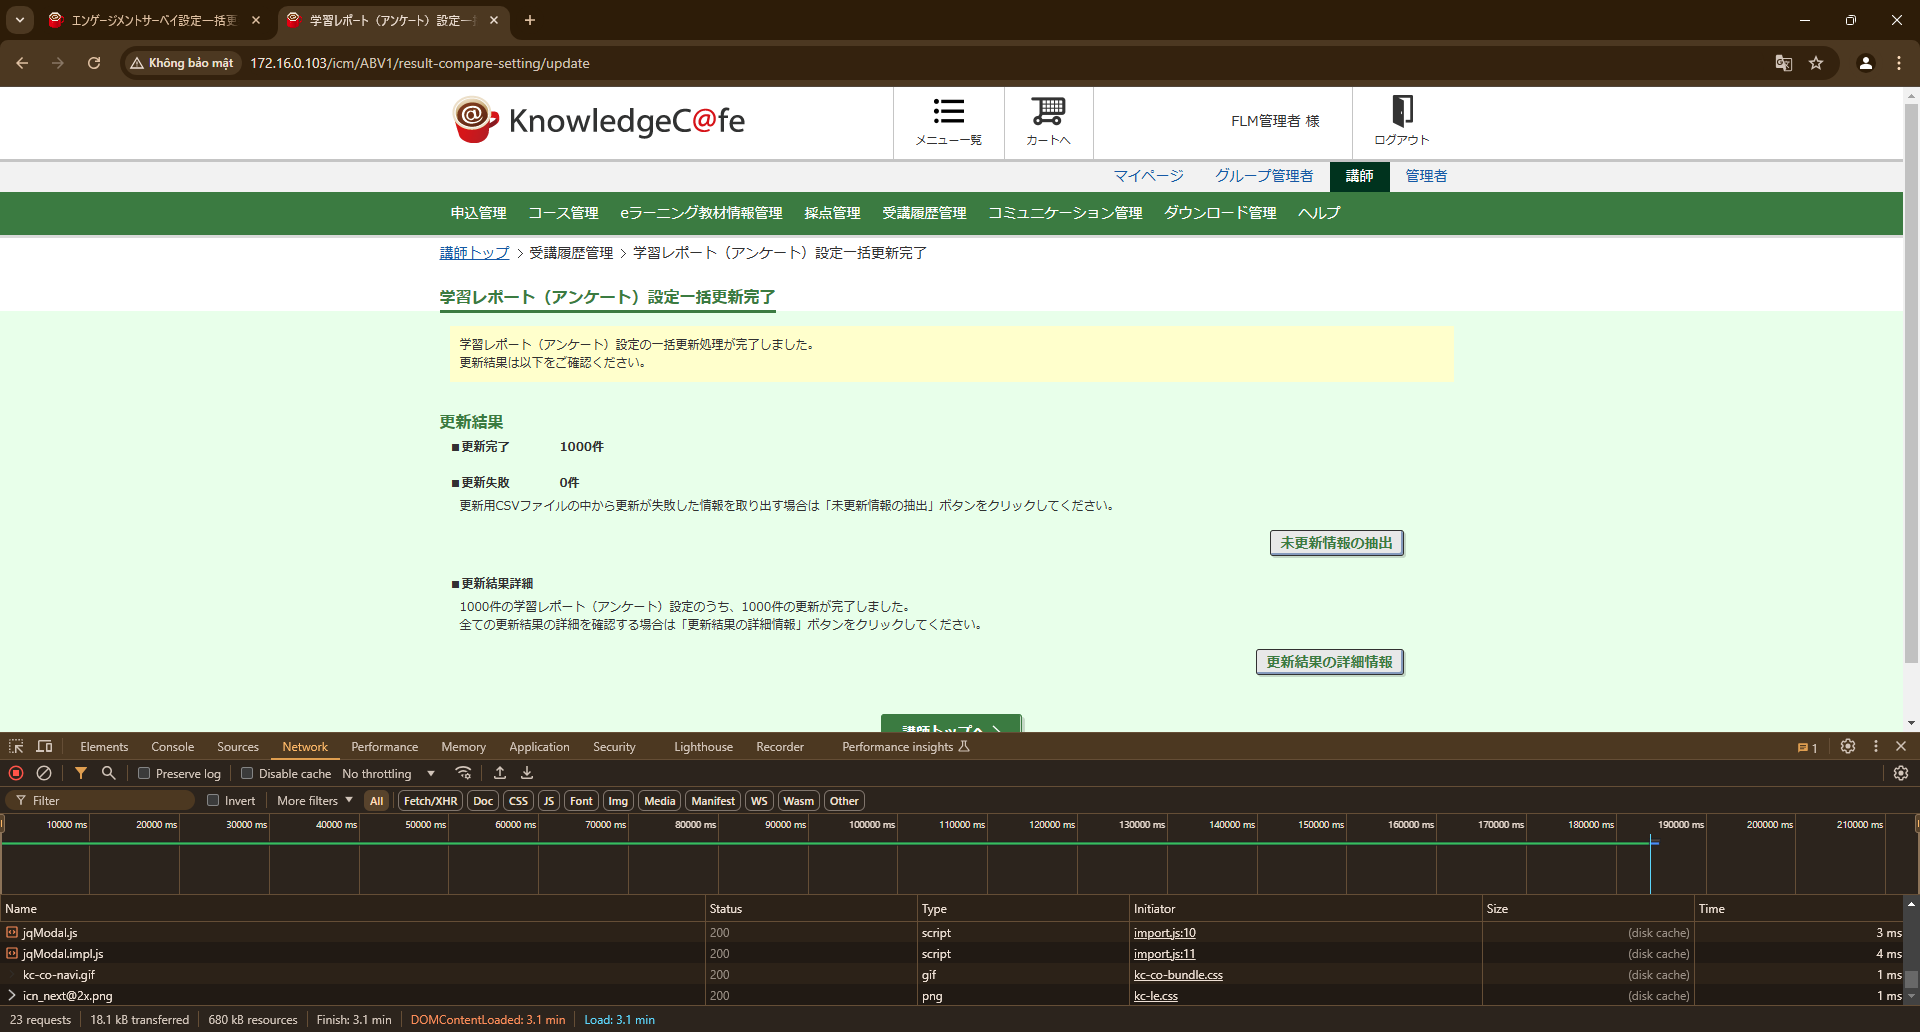 エンゲージメントサーベイ設定一括更
学習レポート（アンケート）設定一
Không bảo mật
172.16.0.103/icm/ABV1/result-compare-setting/update
KnowledgeC@fe
メニュー一覧
カートへ
FLM管理者 様
ログアウト
マイページ グループ管理者 講師 管理者
申込管理 コース管理 eラーニング教材情報管理 採点管理 受講履歴管理 コミュニケーション管理 ダウンロード管理 ヘルプ
講師トップ > 受講履歴管理 > 学習レポート（アンケート）設定一括更新完了
学習レポート（アンケート）設定一括更新完了
学習レポート（アンケート）設定の一括更新処理が完了しました。
更新結果は以下をご確認ください。
更新結果
■更新完了 1000件
■更新失敗 0件
更新用CSVファイルの中から更新が失敗した情報を取り出す場合は「未更新情報の抽出」ボタンをクリックしてください。
未更新情報の抽出
■更新結果詳細
1000件の学習レポート（アンケート）設定のうち、1000件の更新が完了しました。
全ての更新結果の詳細を確認する場合は「更新結果の詳細情報」ボタンをクリックしてください。
更新結果の詳細情報
講師トップへ
Elements Console Sources Network Performance Memory Application Security Lighthouse Recorder Performance insights 1
Preserve log Disable cache No throttling
Filter Invert More filters All Fetch/XHR Doc CSS JS Font Img Media Manifest WS Wasm Other
10000 ms 20000 ms 30000 ms 40000 ms 50000 ms 60000 ms 70000 ms 80000 ms 90000 ms 100000 ms 110000 ms 120000 ms 130000 ms 140000 ms 150000 ms 160000 ms 170000 ms 180000 ms 190000 ms 200000 ms 210000 ms
Name Status Type Initiator Size Time
jqModal.js 200 script import.js:10 (disk cache) 3 ms
jqModal.impl.js 200 script import.js:11 (disk cache) 4 ms
kc-co-navi.gif 200 gif kc-co-bundle.css (disk cache) 1 ms
icn_next@2x.png 200 png kc-le.css (disk cache) 1 ms
23 requests 18.1 kB transferred 680 kB resources Finish: 3.1 min DOMContentLoaded: 3.1 min Load: 3.1 min